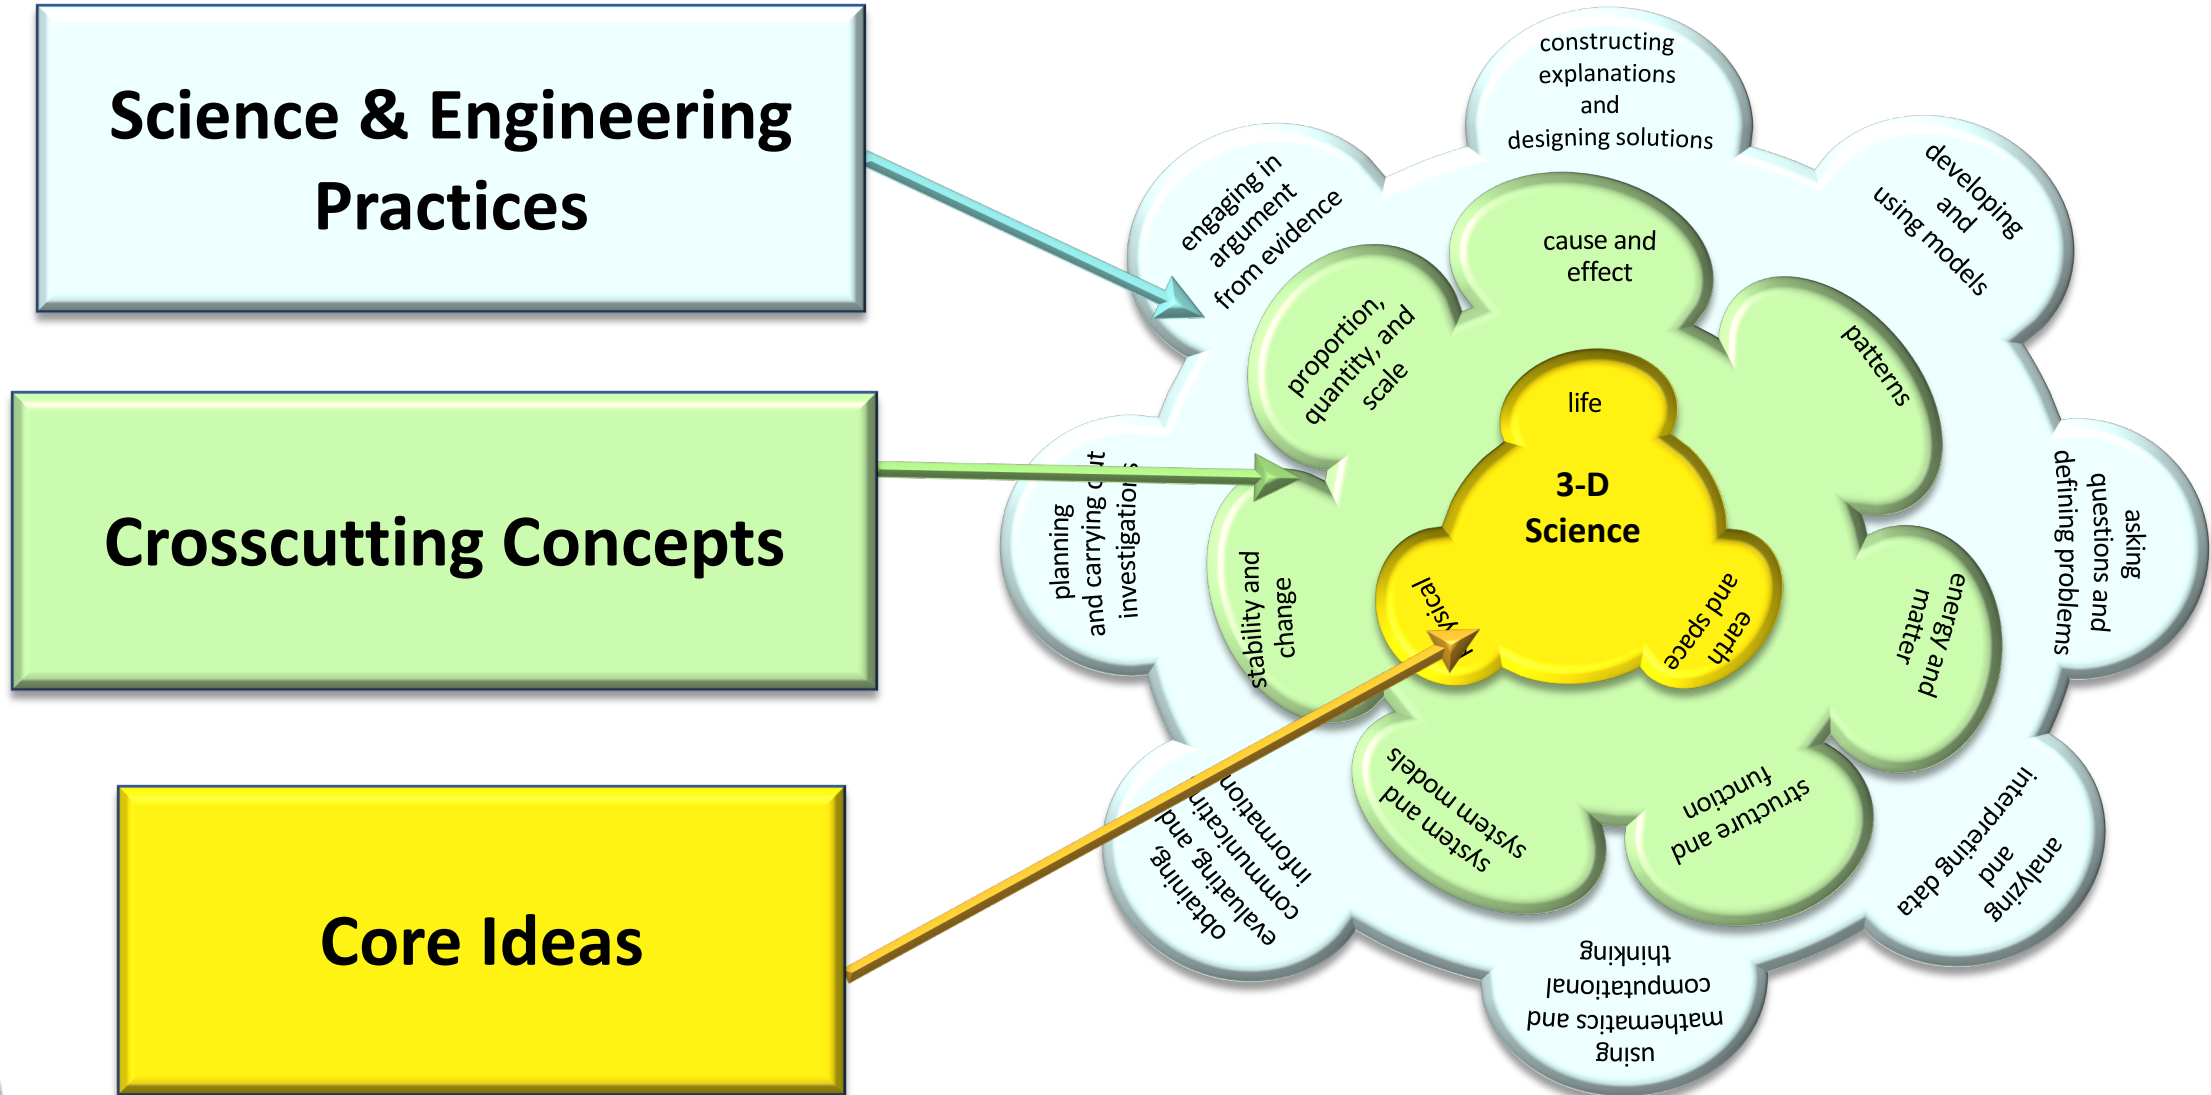 Science & Engineering
Practices
Crosscutting Concepts
Core Ideas
constructing
explanations
and
designing solutions
developing
and
using models
asking
questions and
defining problems
analyzing
and
interpreting data
using
mathematics and
computational
thinking
obtaining,
evaluating, and
communicating
information
planning
and carrying out
investigations
engaging in
argument
from evidence
cause and
effect
patterns
energy and
matter
structure and
function
system and
system models
stability and
change
proportion,
quantity, and
scale
life
earth
and space
physical
3-D
Science